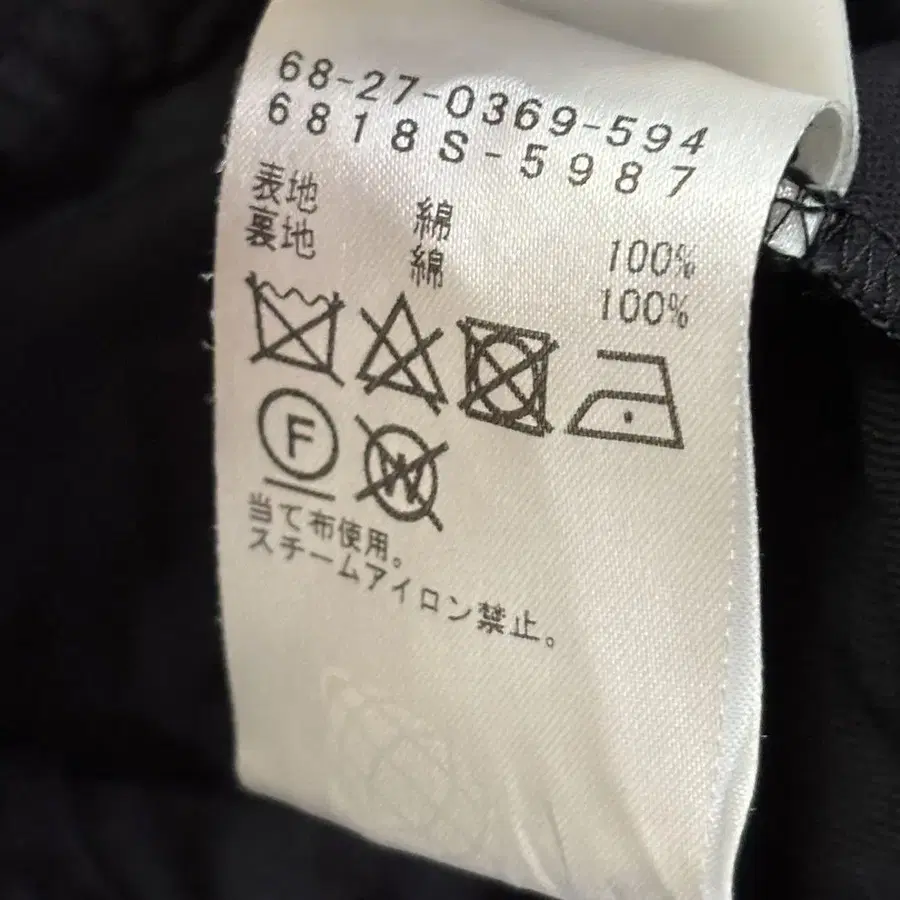 68-27-0369-594
6818S-5987
表地 綿 100%
裏地 綿 100%
F W
当て布使用。
スチームアイロン禁止。